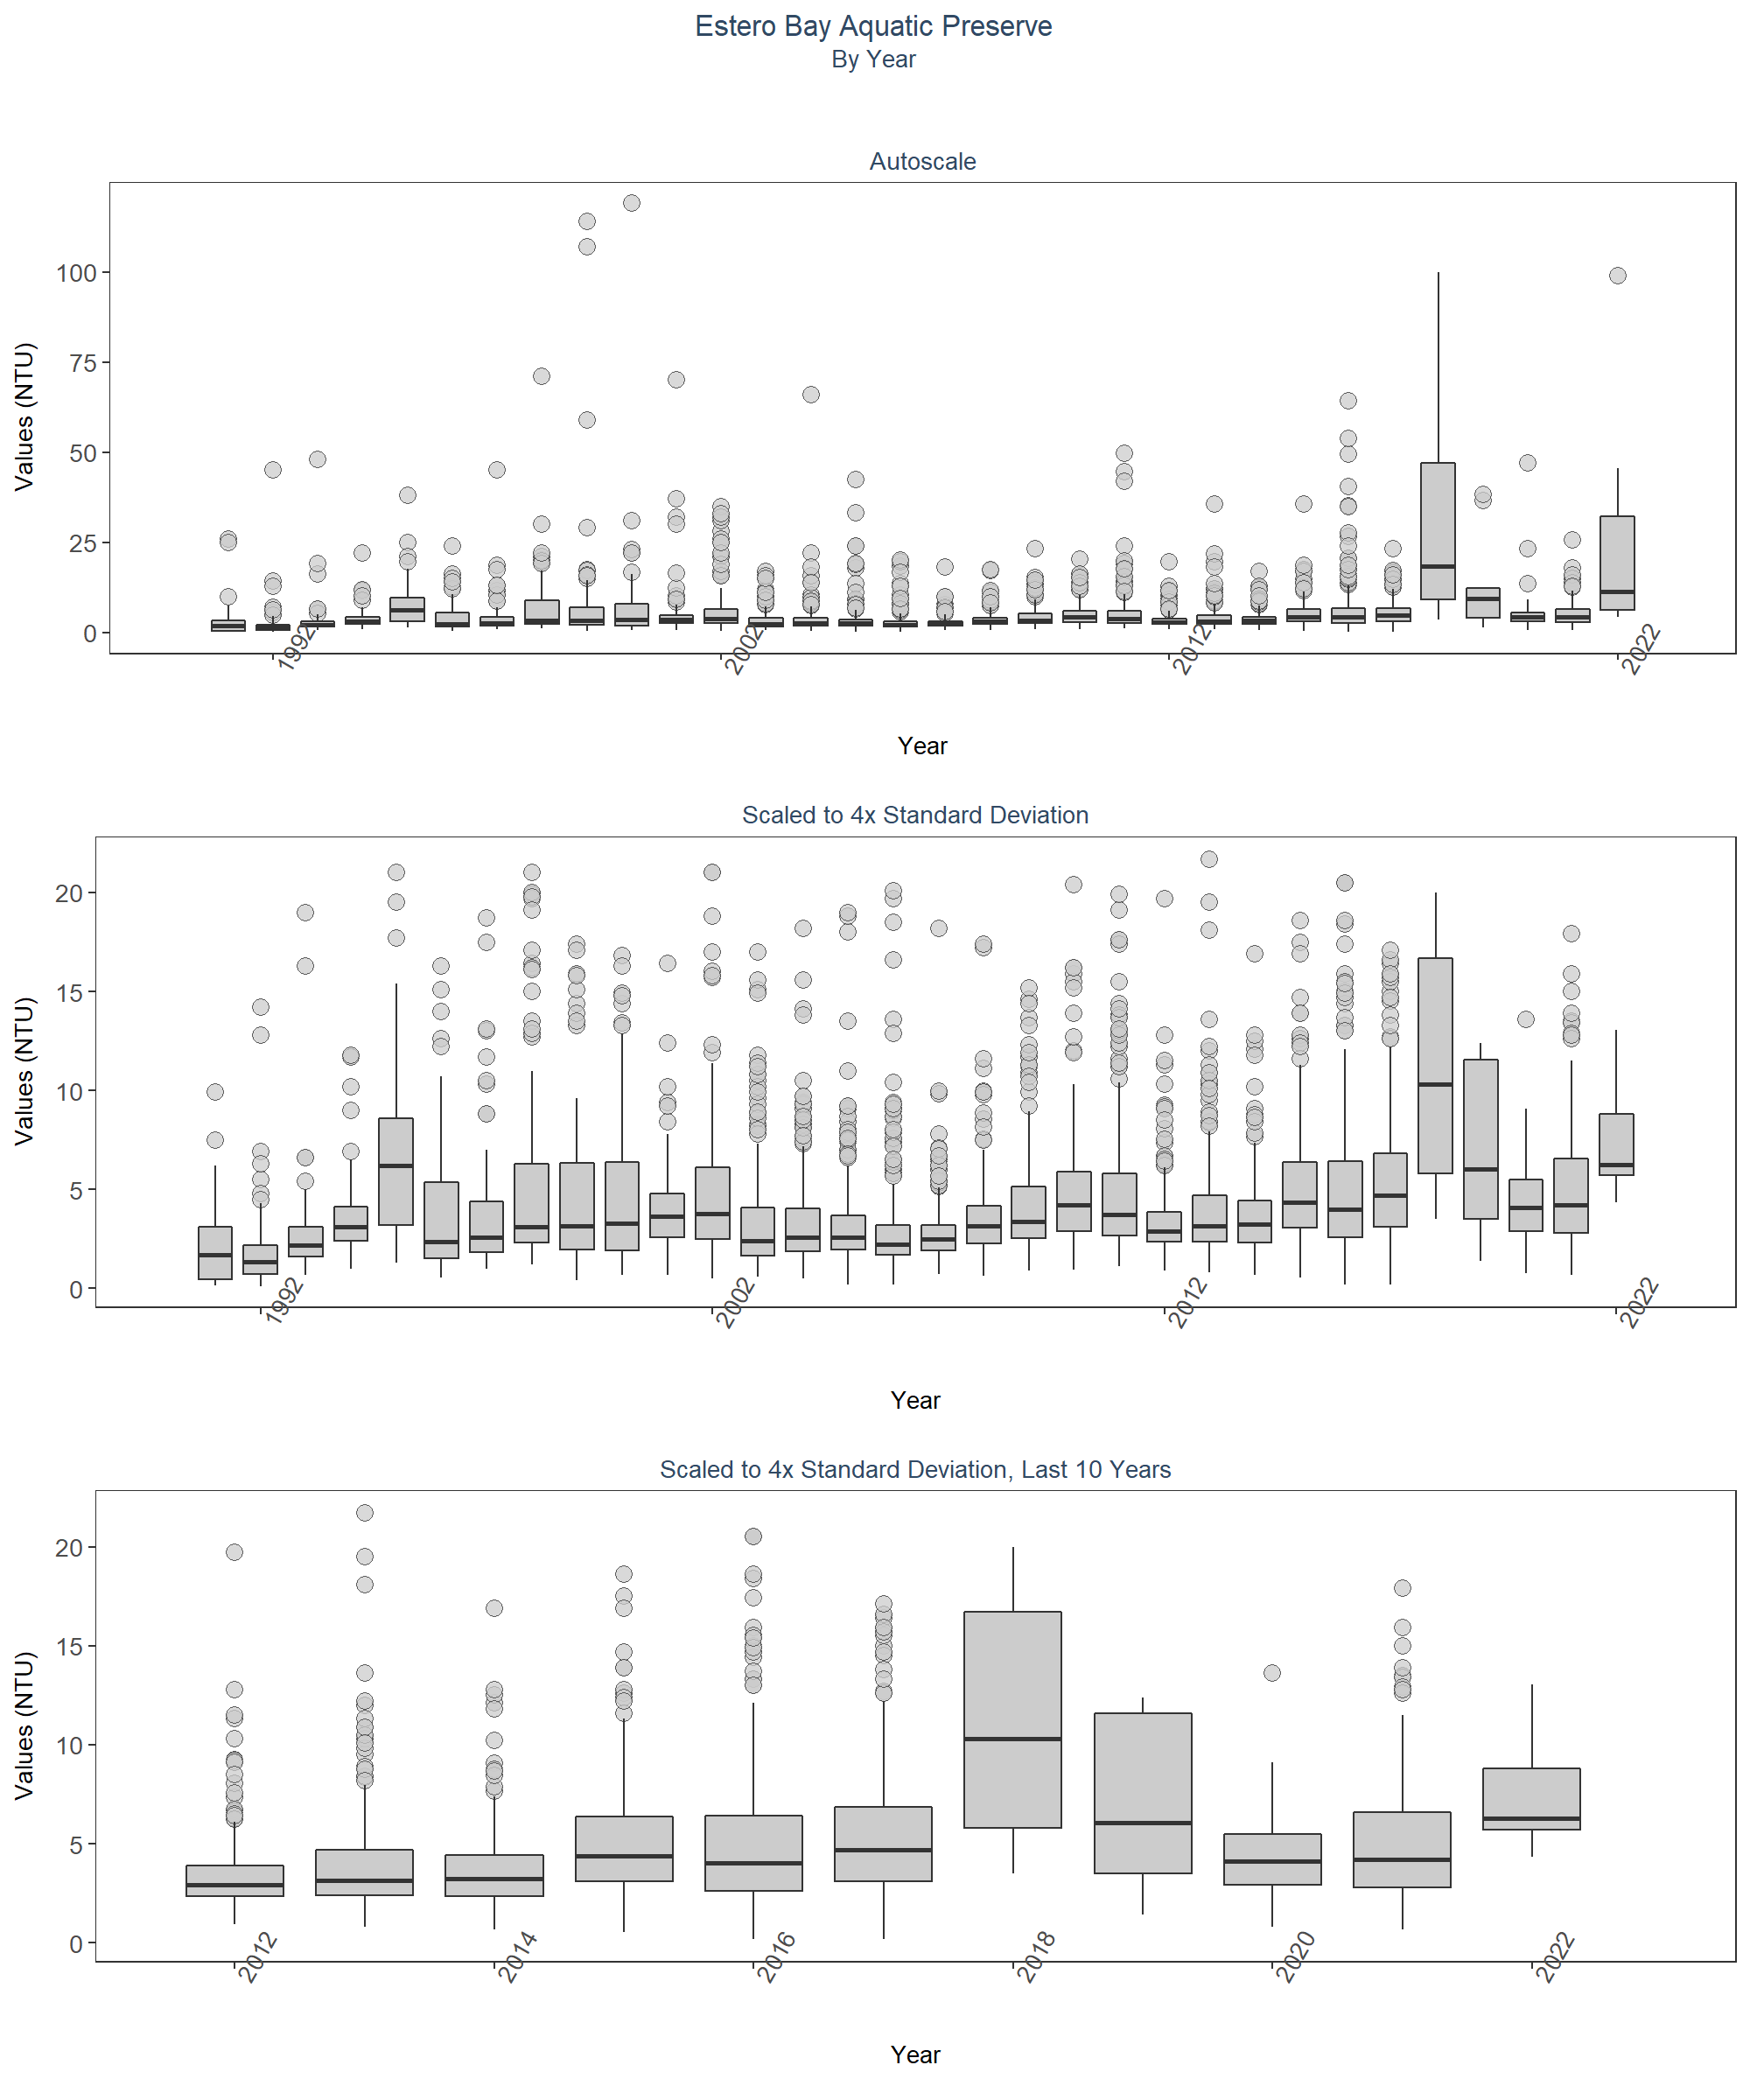 Estero Bay Aquatic Preserve
By Year
Autoscale
Values (NTU)
100
75
50
25
0
1992
2002
2012
2022
Year
Scaled to 4x Standard Deviation
Values (NTU)
20
15
10
5
0
1992
2002
2012
2022
Year
Scaled to 4x Standard Deviation, Last 10 Years
Values (NTU)
20
15
10
5
0
2012
2014
2016
2018
2020
2022
Year